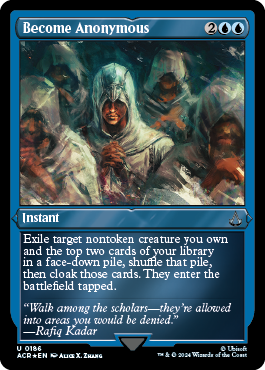 Become Anonymous 2
Instant
Exile target nontoken creature you own
and the top two cards of your library
in a face-down pile, shuffle that pile,
then cloak those cards. They enter the
battlefield tapped.
“Walk among the scholars—they’re allowed
into areas you would be denied.”
—Rafiq Kadar
U 0186 © Ubisoft
ACR EN Alice X. Zhang ™ & © 2024 Wizards of the Coast